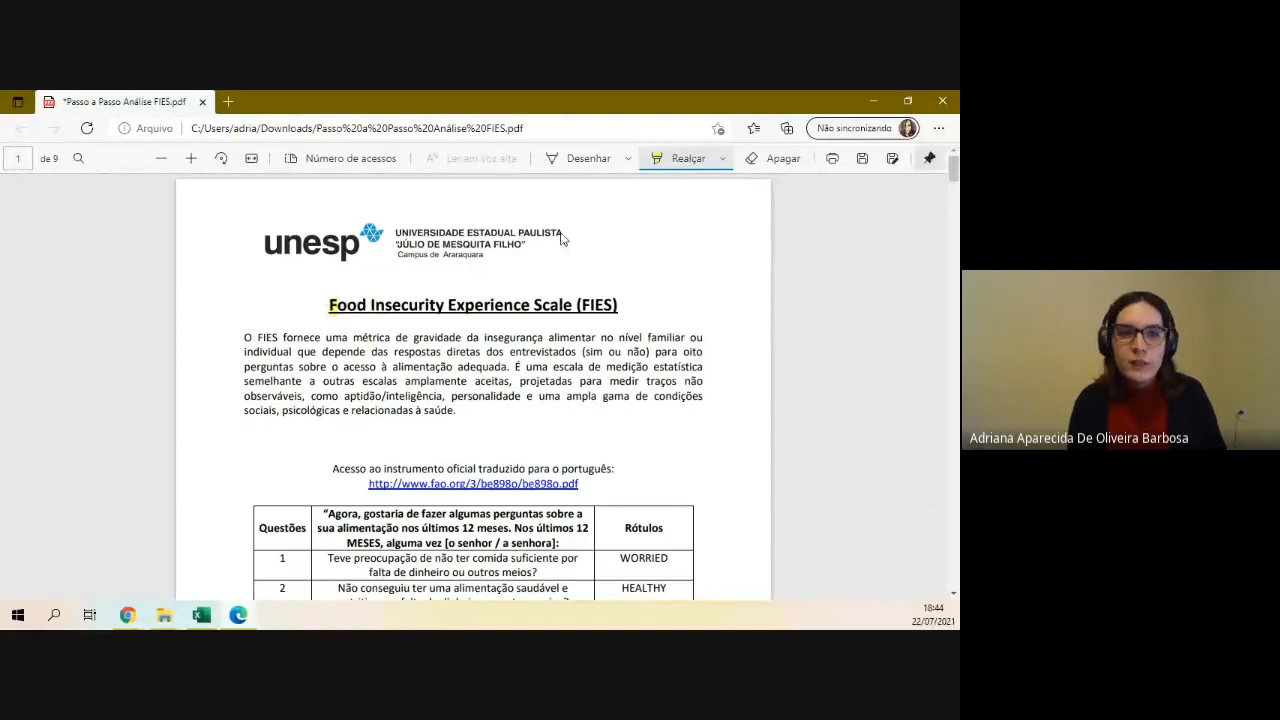 *Passo a Passo Análise FIES.pdf
Arquivo
C:/Users/adria/Downloads/Passo%20a%20Passo%20Análise%20FIES.pdf
Não sincronizando
1 de 9
Número de acessos
Ler em voz alta
Desenhar
Realçar
Apagar
unesp
UNIVERSIDADE ESTADUAL PAULISTA
"JÚLIO DE MESQUITA FILHO"
Campus de Araraquara
Food Insecurity Experience Scale (FIES)
O FIES fornece uma métrica de gravidade da insegurança alimentar no nível familiar ou
individual que depende das respostas diretas dos entrevistados (sim ou não) para oito
perguntas sobre o acesso à alimentação adequada. É uma escala de medição estatística
semelhante a outras escalas amplamente aceitas, projetadas para medir traços não
observáveis, como aptidão/inteligência, personalidade e uma ampla gama de condições
sociais, psicológicas e relacionadas à saúde.
Acesso ao instrumento oficial traduzido para o português:
http://www.fao.org/3/be898o/be898o.pdf
Questões
"Agora, gostaria de fazer algumas perguntas sobre a
sua alimentação nos últimos 12 meses. Nos últimos 12
MESES, alguma vez [o senhor / a senhora]:
Rótulos
1
Teve preocupação de não ter comida suficiente por
falta de dinheiro ou outros meios?
WORRIED
2
Não conseguiu ter uma alimentação saudável e
HEALTHY
Adriana Aparecida De Oliveira Barbosa
18:44
22/07/2021